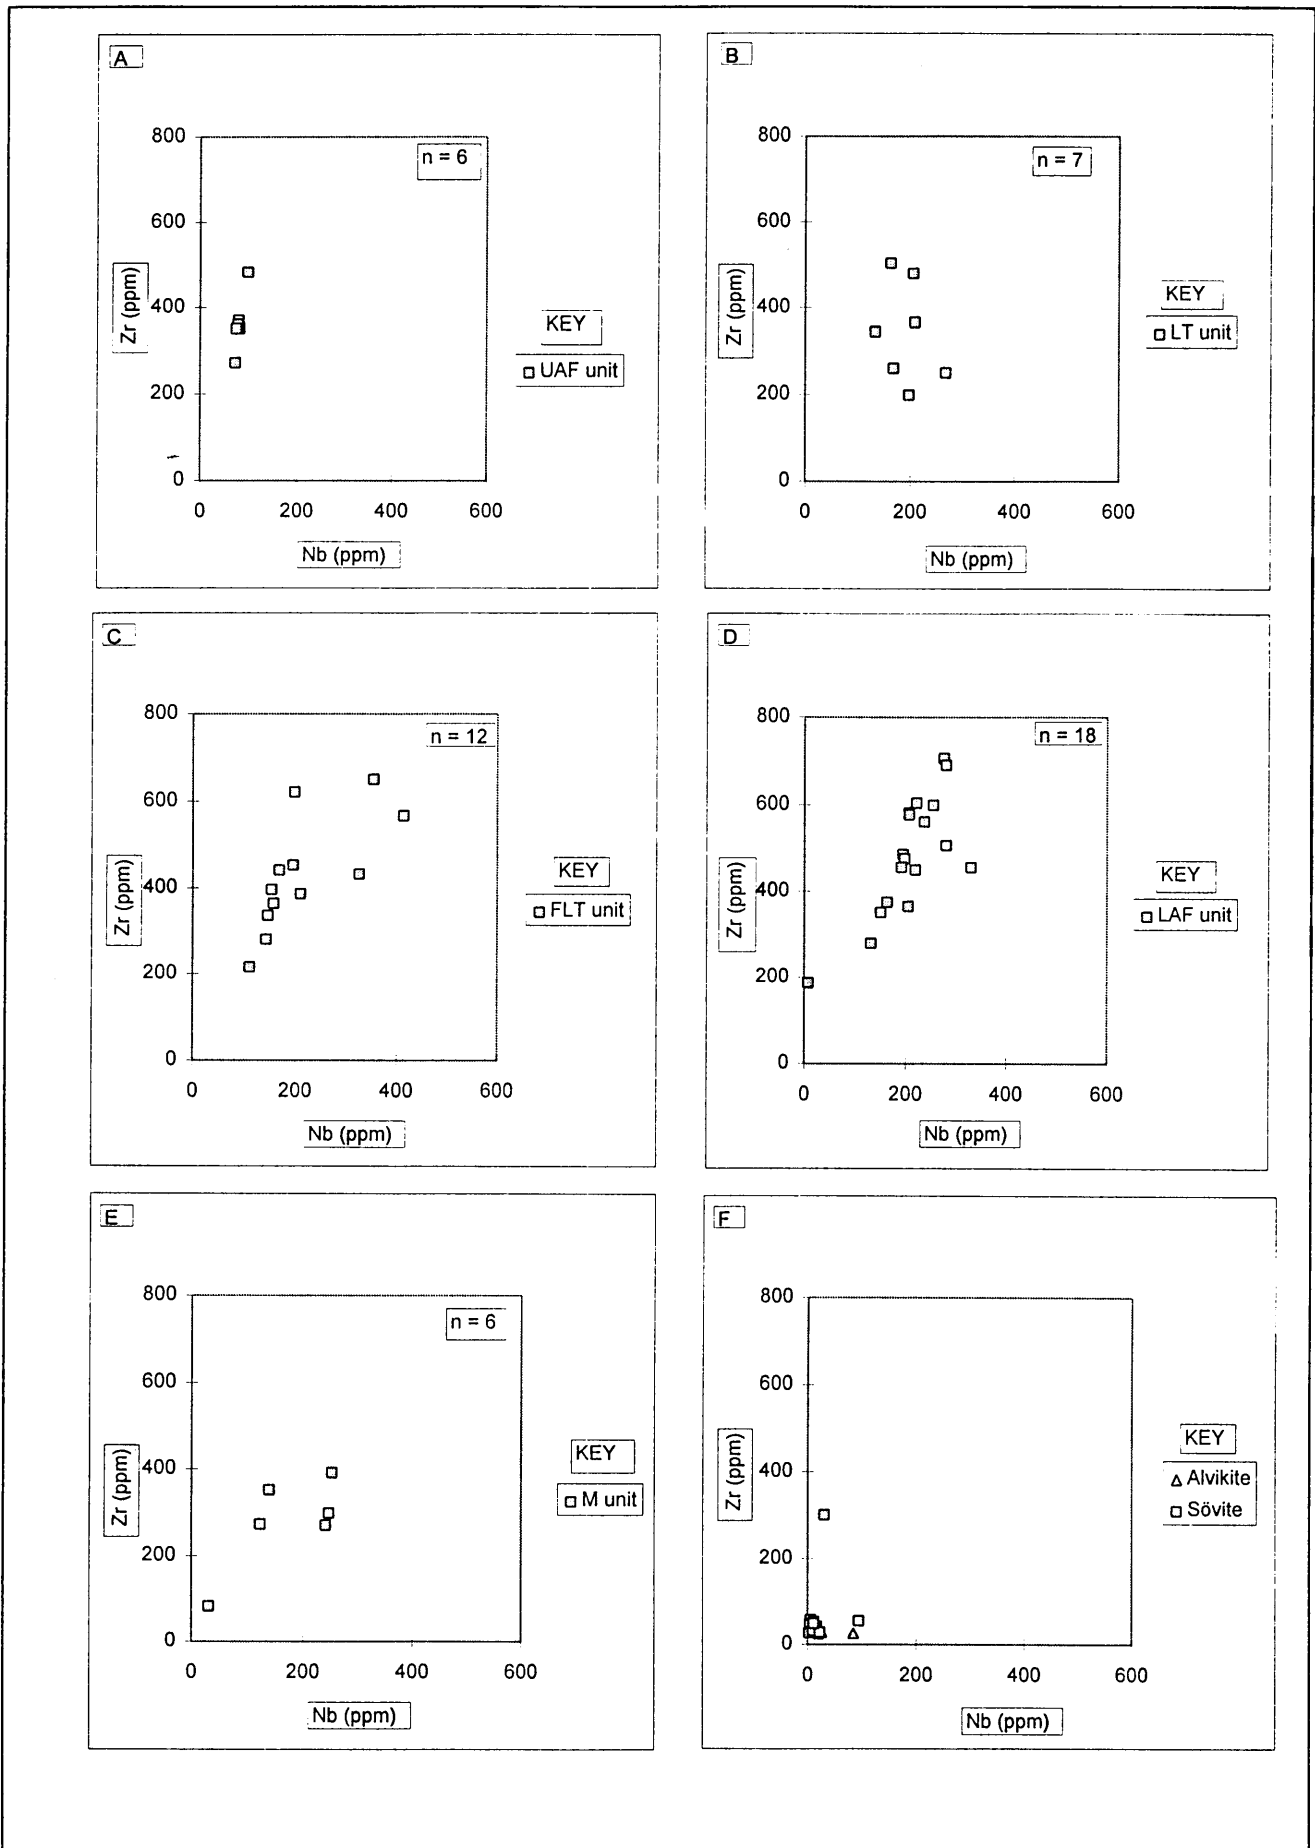 A
800
n = 6
600
Zr (ppm)
400
KEY
UAF unit
200
0
0 200 400 600
Nb (ppm)
B
800
n = 7
600
Zr (ppm)
400
KEY
LT unit
200
0
0 200 400 600
Nb (ppm)
C
800
n = 12
600
Zr (ppm)
400
KEY
FLT unit
200
0
0 200 400 600
Nb (ppm)
D
800
n = 18
600
Zr (ppm)
400
KEY
LAF unit
200
0
0 200 400 600
Nb (ppm)
E
800
n = 6
600
Zr (ppm)
400
KEY
M unit
200
0
0 200 400 600
Nb (ppm)
F
800
600
Zr (ppm)
400
KEY
Alvikite
Sövite
200
0
0 200 400 600
Nb (ppm)